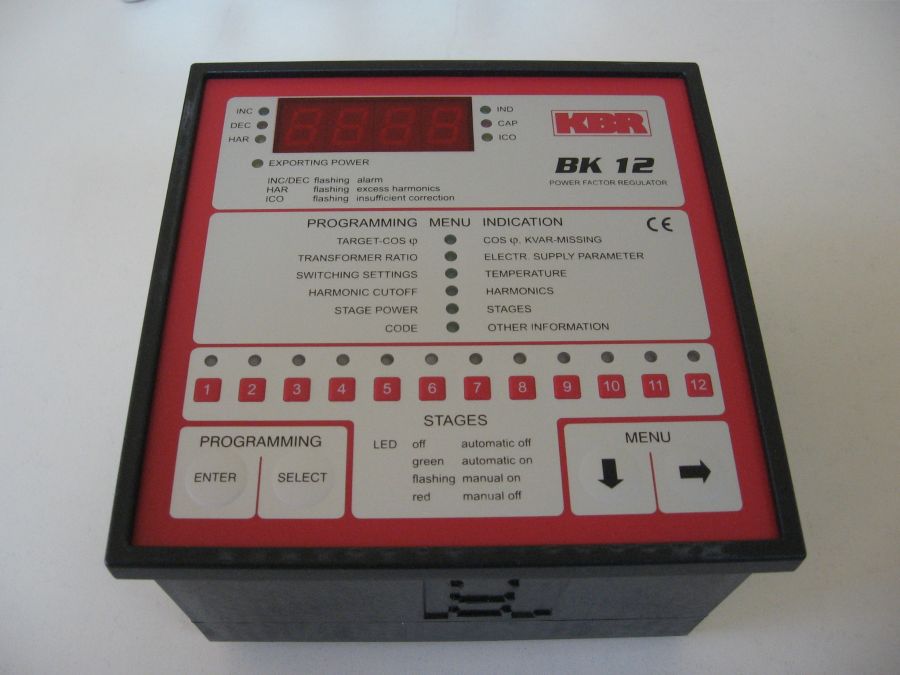 INC IND
DEC CAP
HAR ICO
KBR
EXPORTING POWER
BK 12
POWER FACTOR REGULATOR
INC/DEC flashing alarm
HAR flashing excess harmonics
ICO flashing insufficient correction
PROGRAMMING MENU INDICATION CE
TARGET-COS φ COS φ, KVAR-MISSING
TRANSFORMER RATIO ELECTR. SUPPLY PARAMETER
SWITCHING SETTINGS TEMPERATURE
HARMONIC CUTOFF HARMONICS
STAGE POWER STAGES
CODE OTHER INFORMATION
1 2 3 4 5 6 7 8 9 10 11 12
STAGES
LED off automatic off
green automatic on
flashing manual on
red manual off
PROGRAMMING
ENTER SELECT
MENU